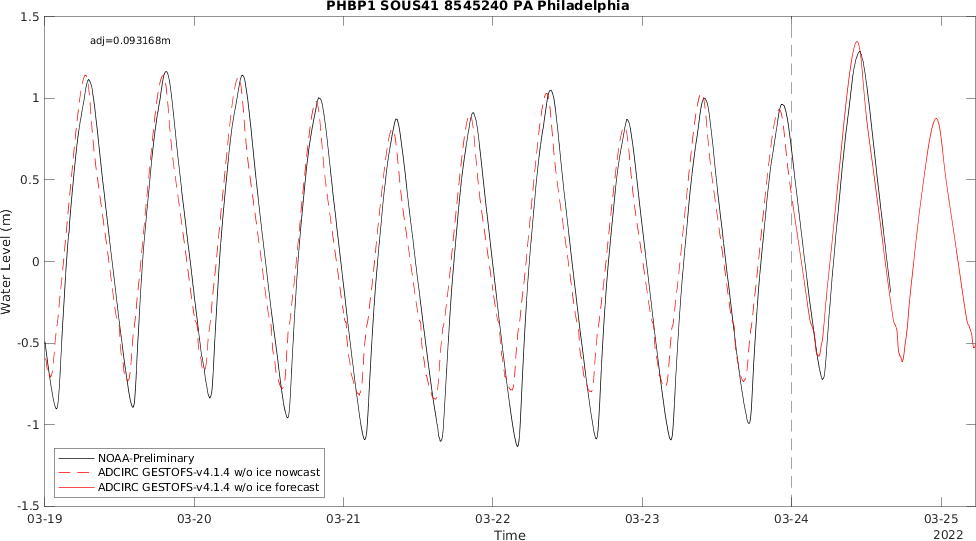 PHBP1 SOUS41 8545240 PA Philadelphia
adj=0.093168m
1.5
1
0.5
0
-0.5
-1
-1.5
Water Level (m)
NOAA-Preliminary
ADCIRC GESTOFS-v4.1.4 w/o ice nowcast
ADCIRC GESTOFS-v4.1.4 w/o ice forecast
03-19 03-20 03-21 03-22 03-23 03-24 03-25
Time
2022